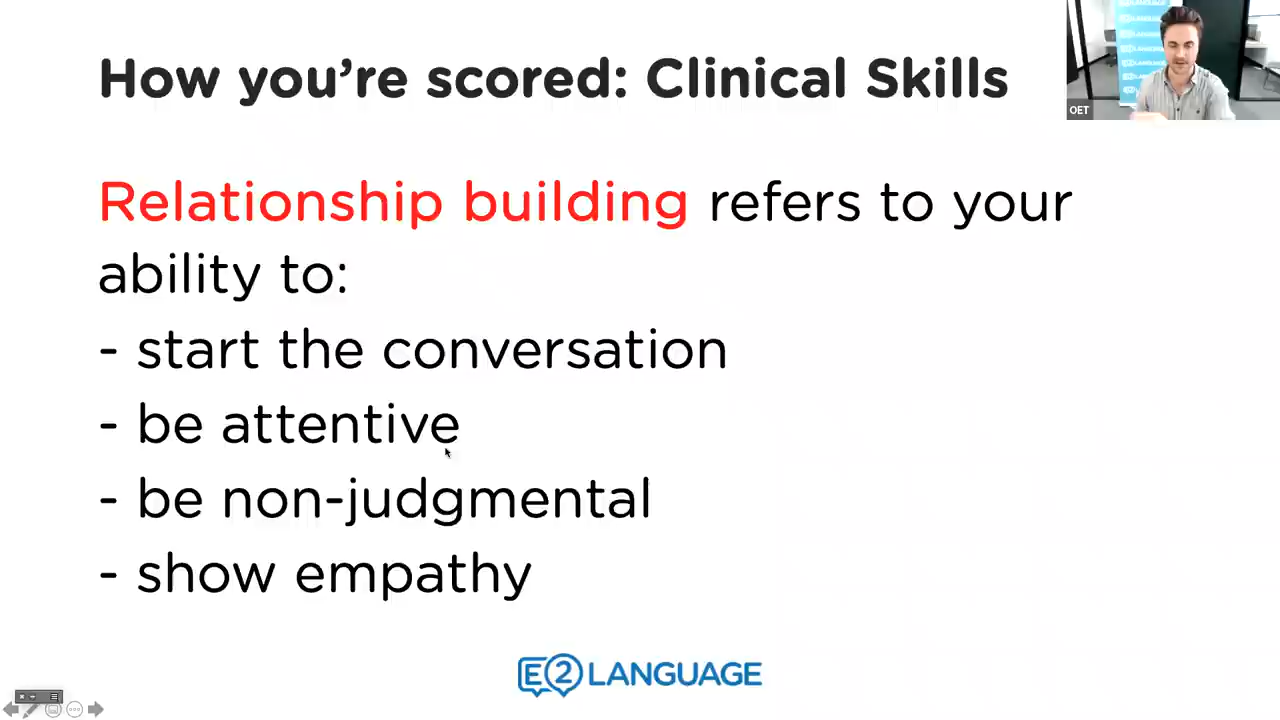 How you're scored: Clinical Skills
OET
Relationship building refers to your
ability to:
- start the conversation
- be attentive
- be non-judgmental
- show empathy
E2 LANGUAGE